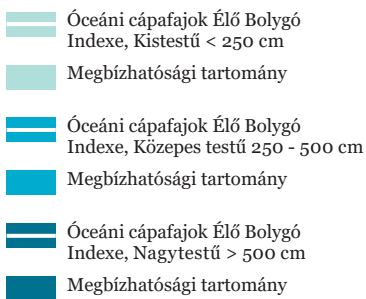 Óceáni cápafajok Élő Bolygó
Indexe, Kistestű < 250 cm
Megbízhatósági tartomány
Óceáni cápafajok Élő Bolygó
Indexe, Közepes testű 250 - 500 cm
Megbízhatósági tartomány
Óceáni cápafajok Élő Bolygó
Indexe, Nagytestű > 500 cm
Megbízhatósági tartomány